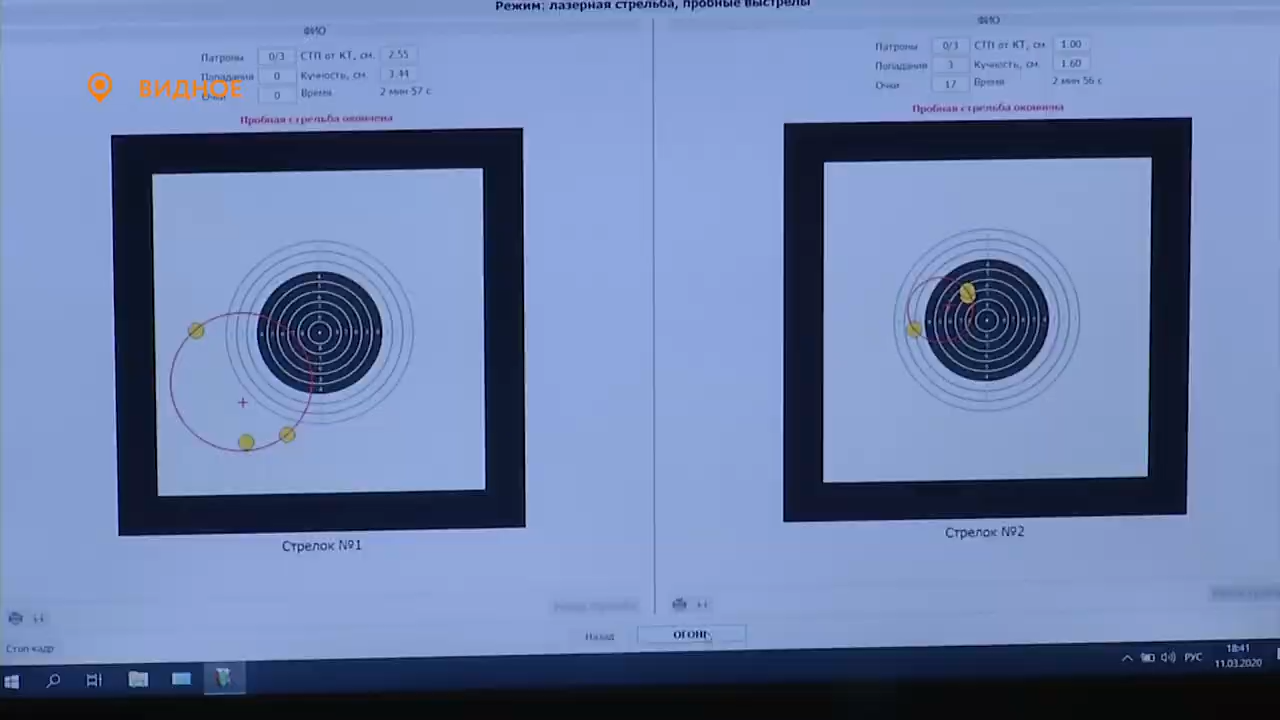 Режим: лазерная стрельба, пробные выстрелы
ФИО
Патроны 0/3 СТП от КТ, см. 2.55
Попадания 0 Кучность, см. 3.44
Очки 0 Время 2 мин 57 с
Пробная стрельба окончена
Стрелок №1
ФИО
Патроны 0/3 СТП от КТ, см. 1.00
Попадания 3 Кучность, см. 1.60
Очки 17 Время 2 мин 56 с
Пробная стрельба окончена
Стрелок №2
ВИДНОЕ
Назад ОГОНЬ
Стоп кадр
РУС
18:41
11.03.2020